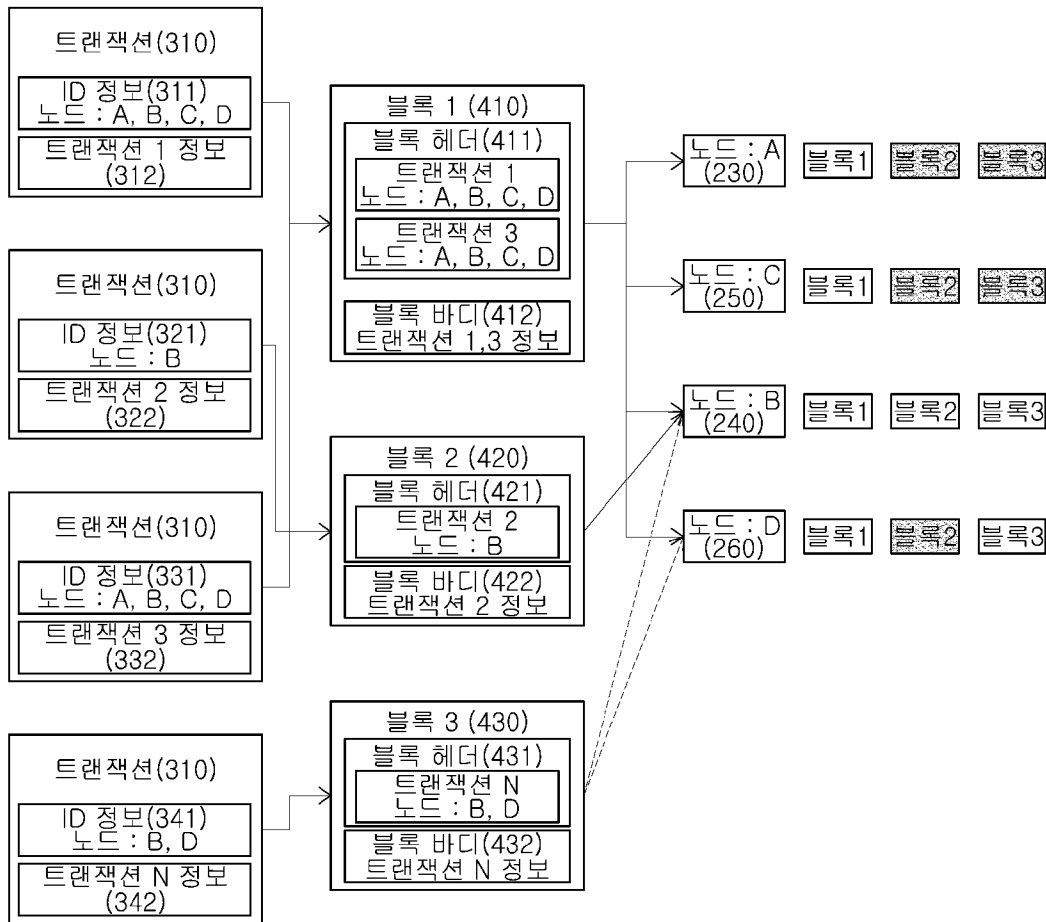 트랜잭션(310)
ID 정보(311)
노드 : A, B, C, D
트랜잭션 1 정보
(312)
트랜잭션(310)
ID 정보(321)
노드 : B
트랜잭션 2 정보
(322)
트랜잭션(310)
ID 정보(331)
노드 : A, B, C, D
트랜잭션 3 정보
(332)
트랜잭션(310)
ID 정보(341)
노드 : B, D
트랜잭션 N 정보
(342)
블록 1 (410)
블록 헤더(411)
트랜잭션 1
노드 : A, B, C, D
트랜잭션 3
노드 : A, B, C, D
블록 바디(412)
트랜잭션 1,3 정보
블록 2 (420)
블록 헤더(421)
트랜잭션 2
노드 : B
블록 바디(422)
트랜잭션 2 정보
블록 3 (430)
블록 헤더(431)
트랜잭션 N
노드 : B, D
블록 바디(432)
트랜잭션 N 정보
노드 : A
(230)
블록1 블록2 블록3
노드 : C
(250)
블록1 블록2 블록3
노드 : B
(240)
블록1 블록2 블록3
노드 : D
(260)
블록1 블록2 블록3